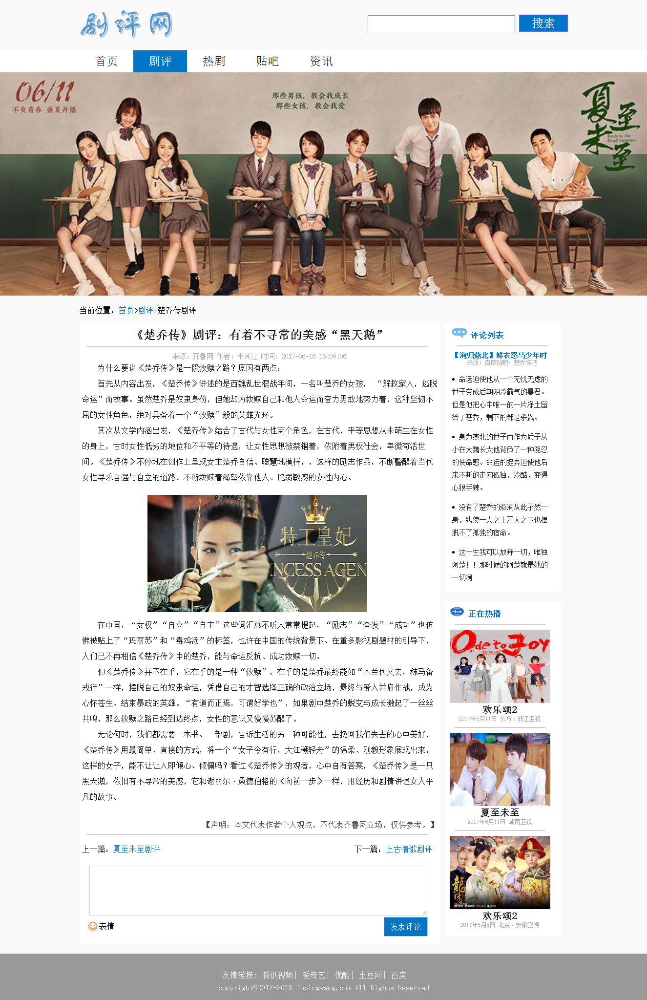 剧评网
搜索
首页 剧评 热剧 贴吧 资讯
06/11
不负青春 盛夏开播
那些男孩，教会我成长
那些女孩，教会我爱
夏至未至
Rush to the
Dead Summer
当前位置：首页>剧评>楚乔传剧评
《楚乔传》剧评：有着不寻常的美感“黑天鹅”
来源：齐鲁网 作者：韦其江 时间：2017-06-16 16:09:06
为什么要说《楚乔传》是一段救赎之路？原因有两点：
首先从内容出发，《楚乔传》讲述的是西魏乱世混战年间，一名叫楚乔的女孩， “解救家人，逃脱
命运”而故事。虽然楚乔是奴隶身份，但她却为救赎自己和他人命运而奋力勇敢地努力着，这种坚韧不
屈的女性角色，绝对具备着一个“救赎”般的英雄光环。
其次从文学内涵出发，《楚乔传》结合了古代与女性两个角色，在古代，平等思想从未萌生在女性
的身上，古时女性低劣的地位和不平等的待遇，让女性思想被禁锢着，依附着男权社会，卑微苟活世
间。《楚乔传》不停地在创作上呈现女主楚乔自信、聪慧地模样，，这样的励志作品，不断警醒着当代
女性寻求自强与自立的道路，不断救赎着渴望依靠他人、脆弱敏感的女性内心。
特工皇妃
楚乔传
NCESS AGEN
在中国，“女权”“自立”“自主”这些词汇总不听人常常提起，“励志”“奋发”“成功”也仿
佛被贴上了“玛丽苏”和“毒鸡汤”的标签，也许在中国的传统背景下、在重多影视剧题材的引导下，
人们已不再相信《楚乔传》中的楚乔，能与命运反抗、成功救赎一切。
但《楚乔传》并不在乎，它在乎的是一种“救赎”，在乎的是楚乔最终能如“木兰代父去，秣马备
戎行”一样，摆脱自己的奴隶命运，凭借自己的才智选择正确的政治立场，最终与爱人并肩作战，成为
心怀苍生、结束暴政的英雄。“有道而正焉，可谓好学也”，如果剧中楚乔的蜕变与成长激起了一丝丝
共鸣，那么救赎之路已经到达终点，女性的意识又慢慢苏醒了。
无论何时，我们都需要一本书、一部剧，告诉生活的另一种可能性，去挽回我们失去的心中美好，
《楚乔传》用最简单、直接的方式，将一个“女子今有行，大江溯轻舟”的温柔、刚毅形象展现出来，
这样的女子，能不让让人即倾心、倾佩吗？看过《楚乔传》的观者，心中自有答案，《楚乔传》是一只
黑天鹅，依旧有不寻常的美感，它和谢丽尔·桑德伯格的《向前一步》一样，用经历和剧情讲述女人平
凡的故事。
【声明：本文代表作者个人观点，不代表齐鲁网立场，仅供参考。】
上一篇：夏至未至剧评 下一篇：上古情歌剧评
表情 发表评论
评论列表
【洵归燕北】鲜衣怒马少年时
来源：百度贴吧：楚乔传吧
• 命运迫使他从一个无忧无虑的
世子变成后期阴冷霸气的暴君。
但是他把心中唯一的一片净土留
给了楚乔，剩下的都是杀戮。
• 身为燕北的世子而作为质子从
小在大魏长大他背负了一种隐忍
的使命感。命运的捉弄迫使他后
来不断的走向孤独，冷酷，变得
心狠手辣。
• 没有了楚乔的燕洵从此孑然一
身，纵使一人之上万人之下也摆
脱不了孤独的宿命。
• 这一生我可以放弃一切，唯独
阿楚！！那时候的阿楚就是她的
一切啊
Hot 正在热播
Ode to Joy
欢乐颂
欢乐颂2
2017年5月11日 东方、浙江卫视
夏至未至
2017年6月11日 湖南卫视
龙珠
YOUKU
欢乐颂2
2017年5月8日 北京、安徽卫视
友情链接：腾讯视频| 爱奇艺| 优酷| 土豆网| 百度
copyright©2017-2018 jupingwang.com All Rights Reserved